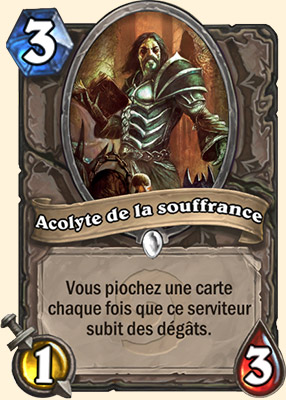 3
Acolyte de la souffrance
Vous piochez une carte
chaque fois que ce serviteur
subit des dégâts.
1
3